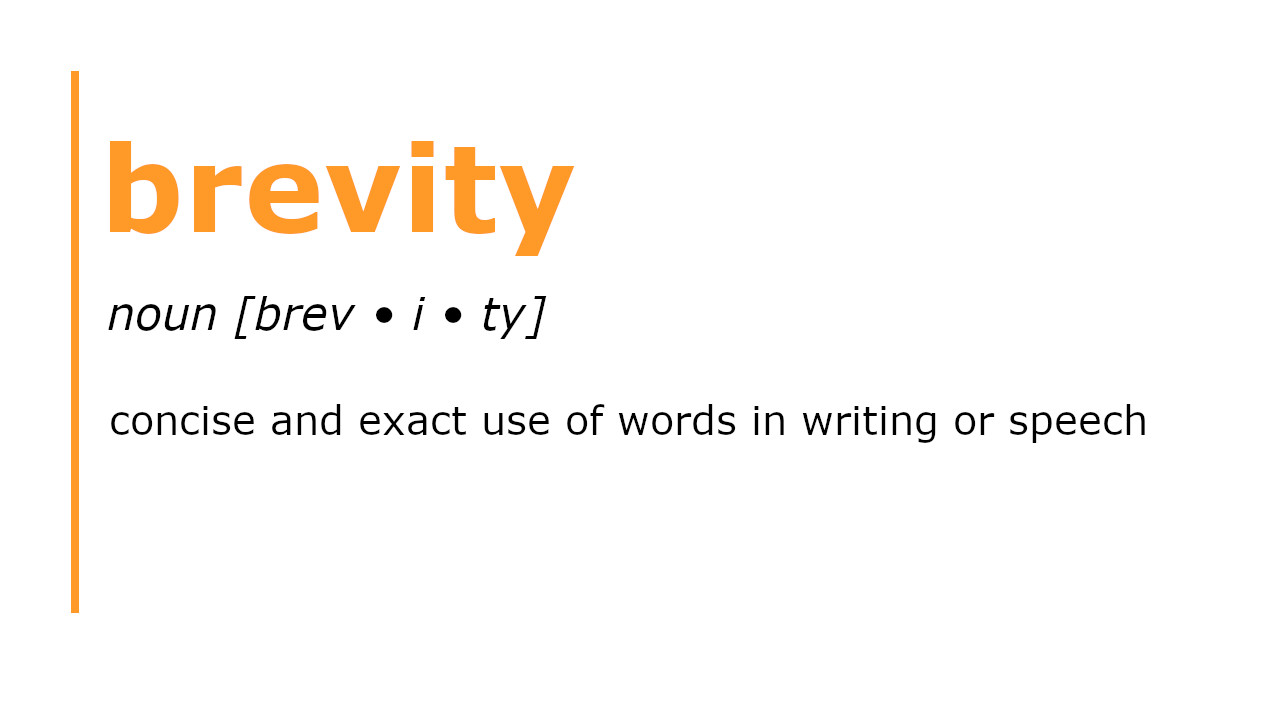 brevity
noun [brev • i • ty]
concise and exact use of words in writing or speech